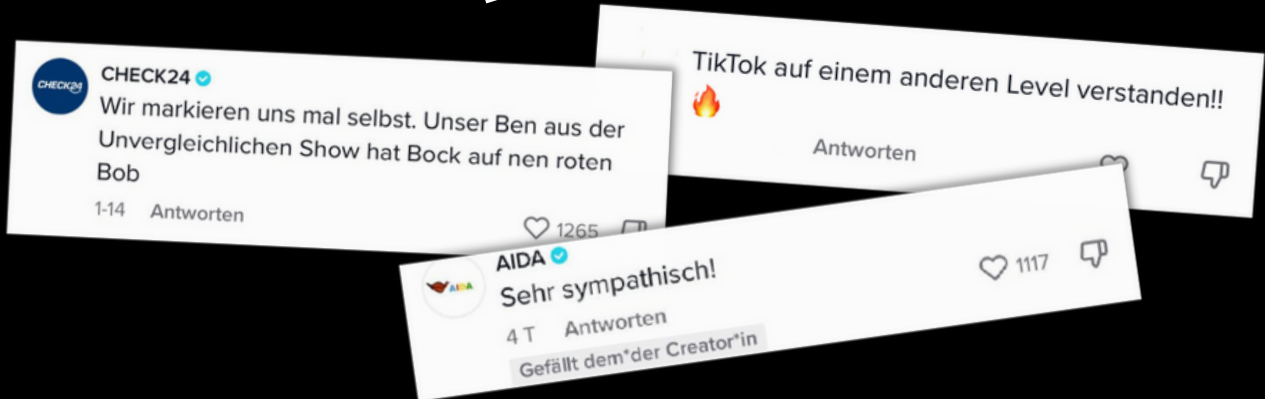 CHECK24
CHECK24
Wir markieren uns mal selbst. Unser Ben aus der
Unvergleichlichen Show hat Bock auf nen roten
Bob
1-14 Antworten
1265
TikTok auf einem anderen Level verstanden!!
Antworten
AIDA
AIDA
Sehr sympathisch!
4 T Antworten
1117
Gefällt dem*der Creator*in